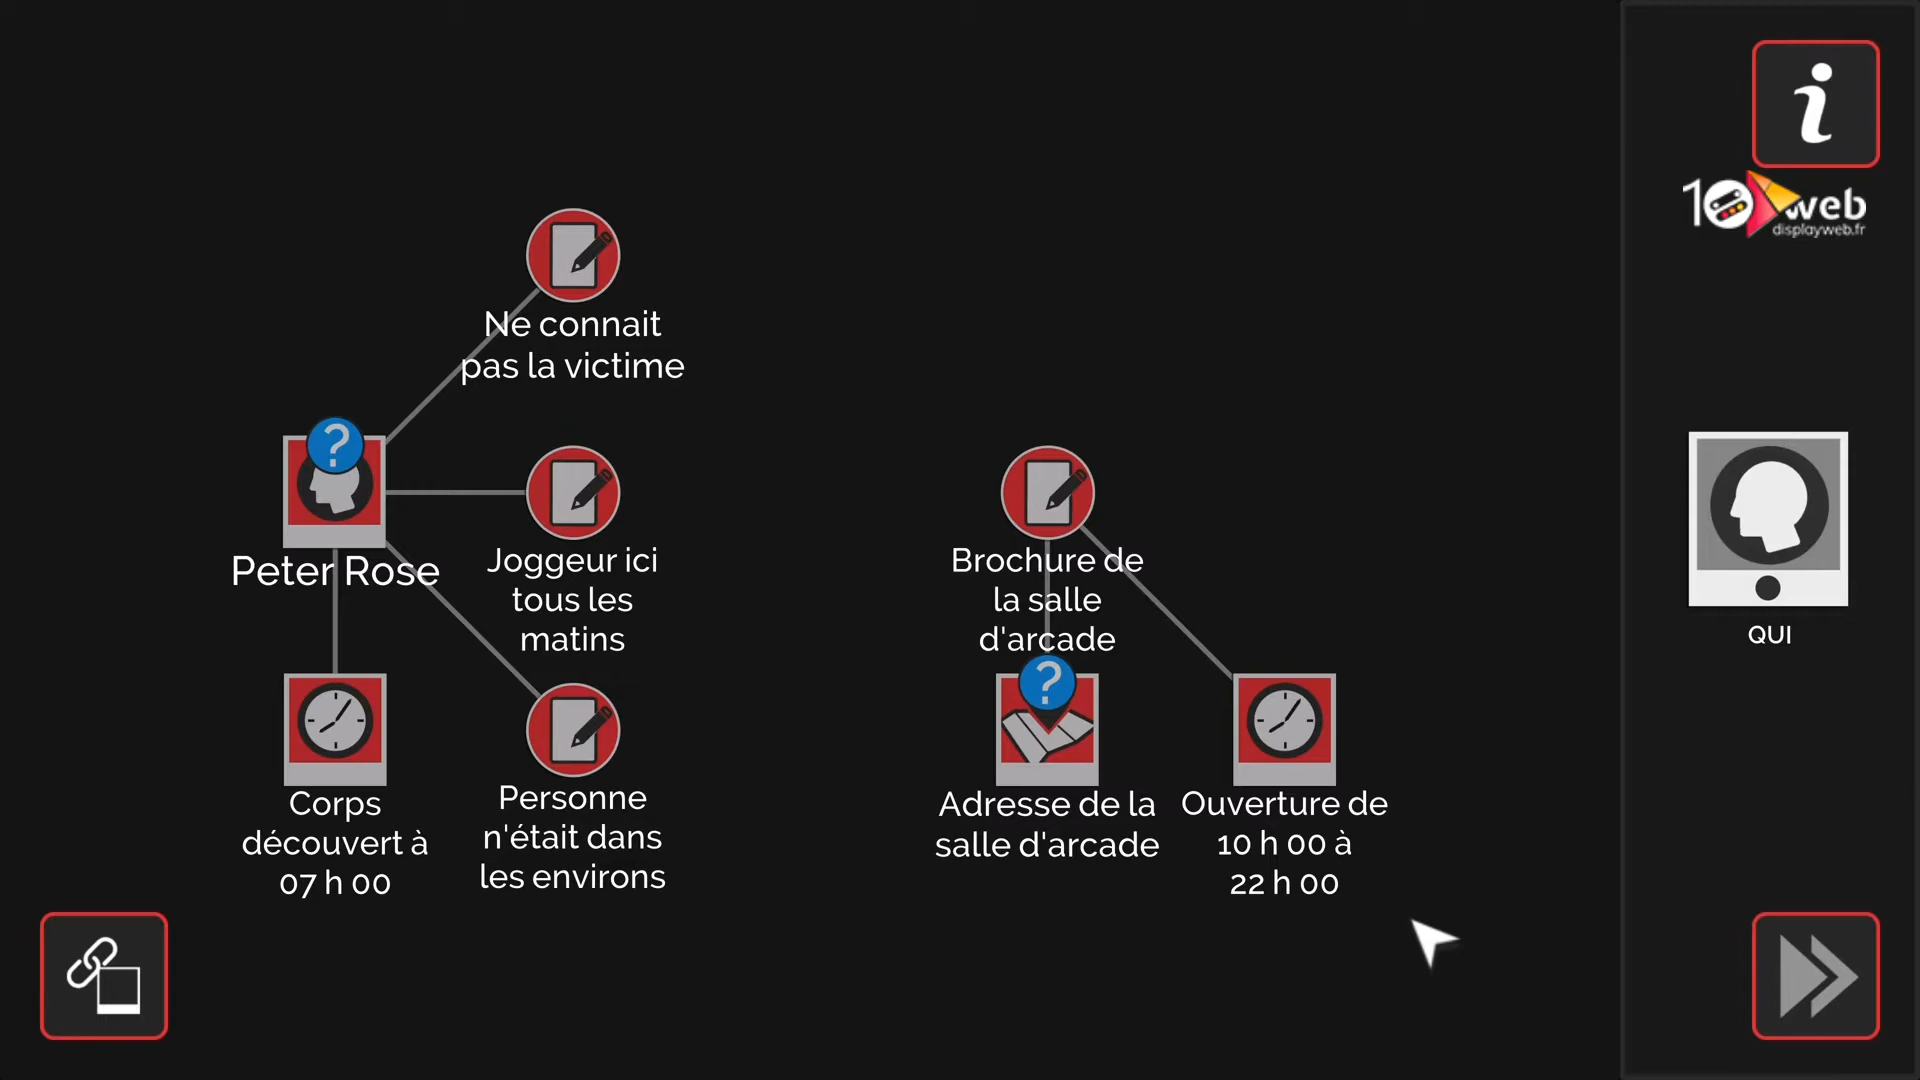 10 web
displayweb.fr
Ne connait
pas la victime
Peter Rose
Joggeur ici
tous les
matins
Brochure de
la salle
d'arcade
QUI
Corps
découvert à
07 h 00
Personne
n'était dans
les environs
Adresse de la
salle d'arcade
Ouverture de
10 h 00 à
22 h 00